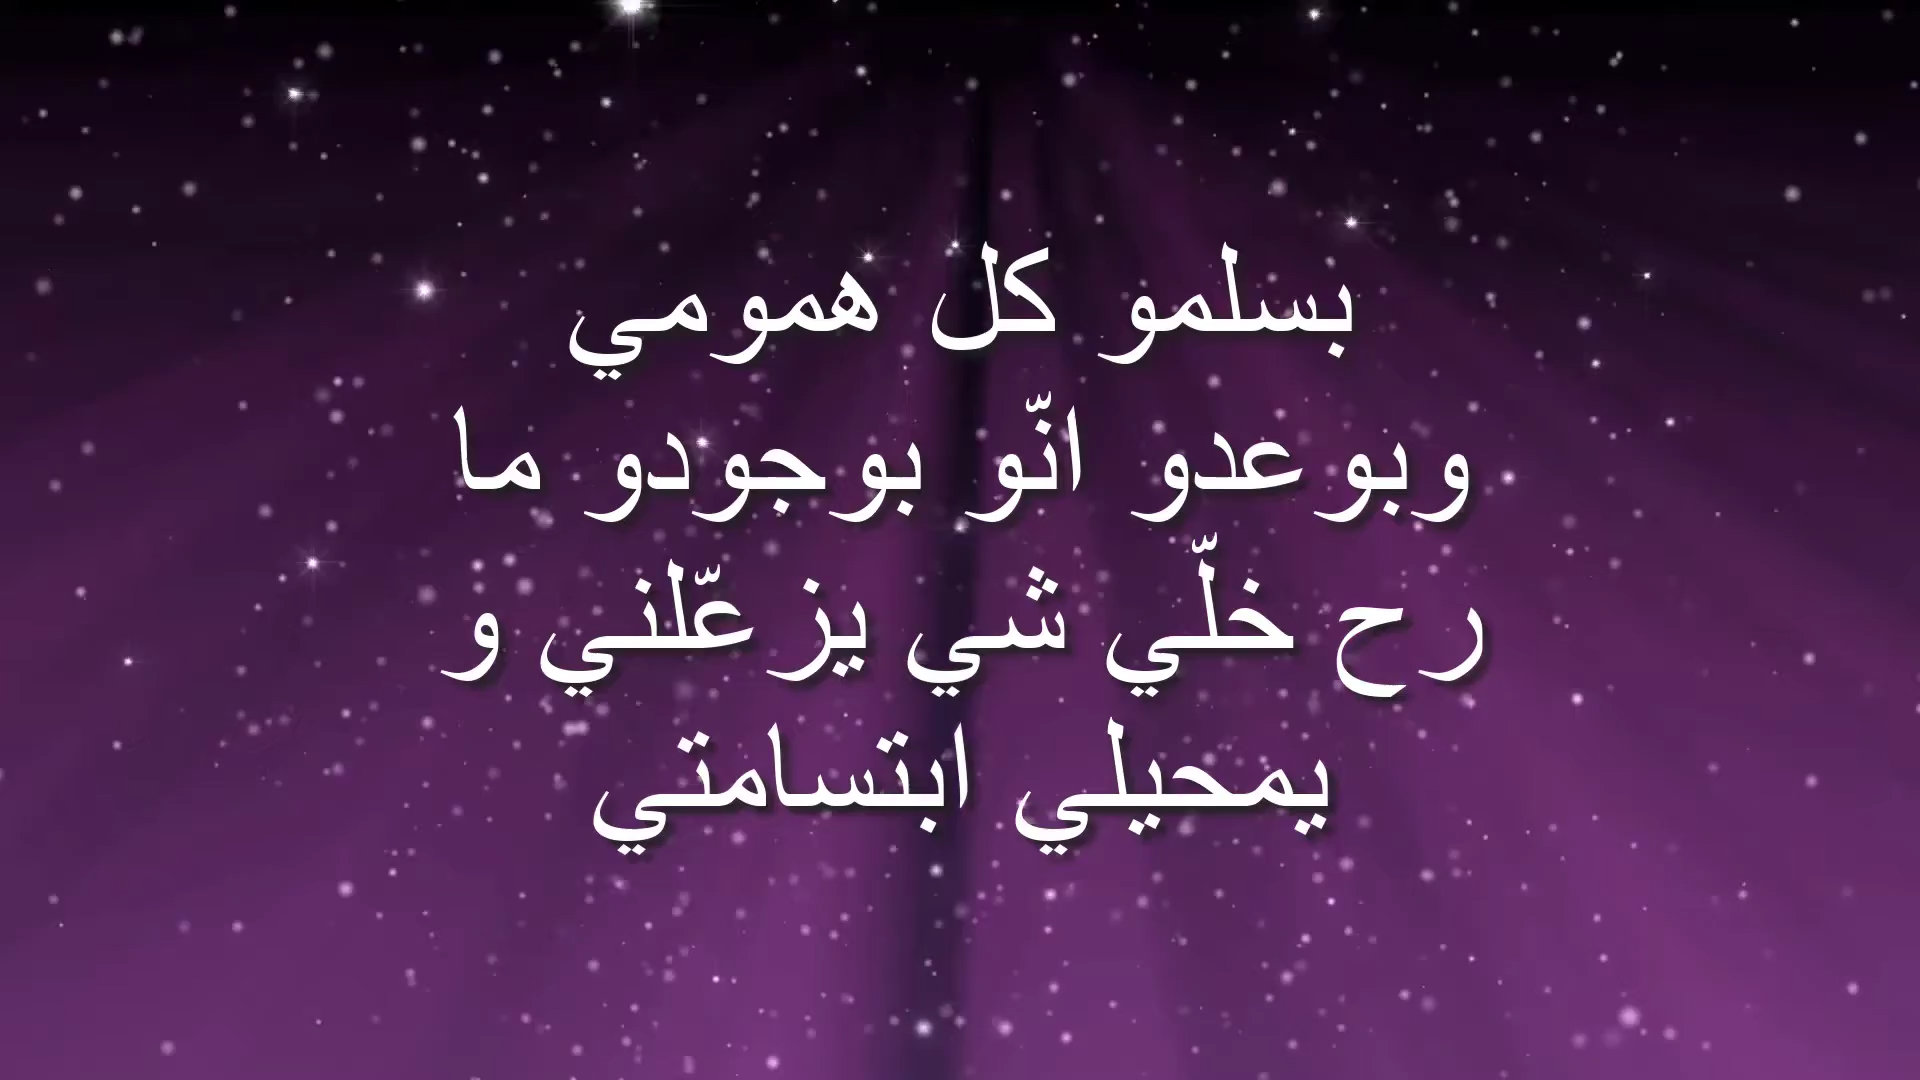 بسلمو كل همومي
وبوعدو انّو بوجودو ما
رح خلّي شي يزعّلني و
يمحيلي ابتسامتي